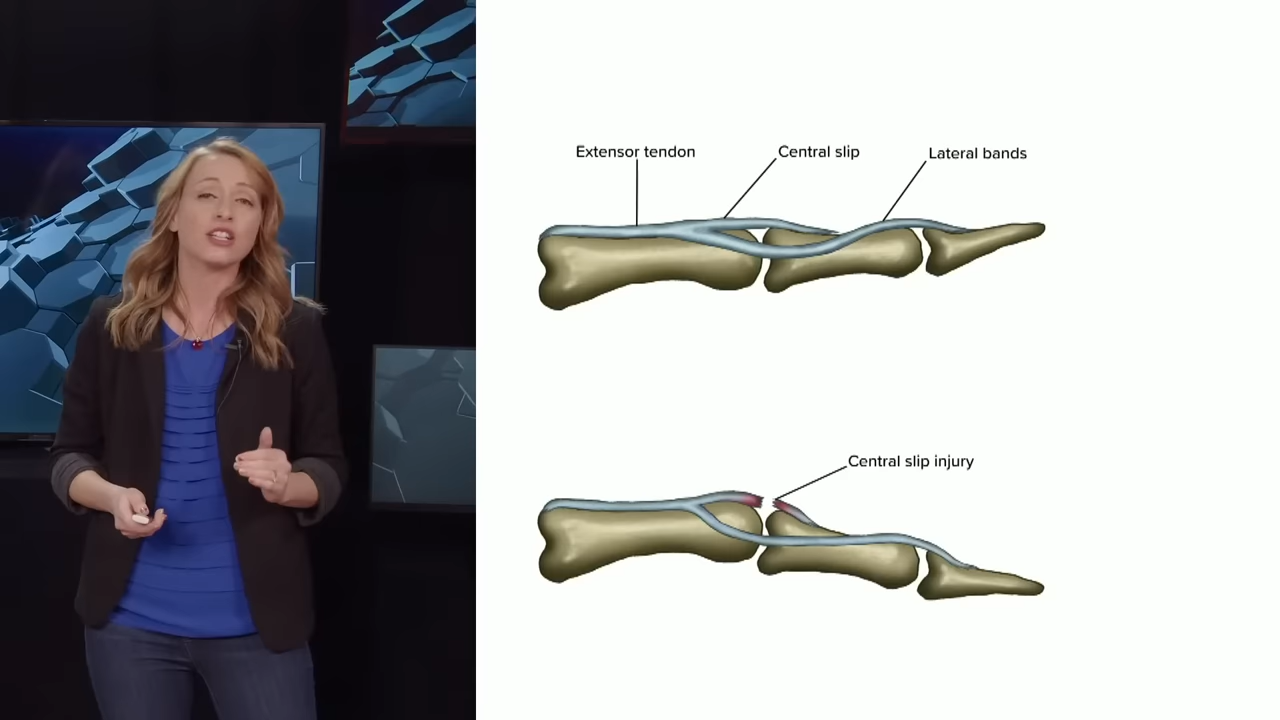 Extensor tendon
Central slip
Lateral bands
Central slip injury